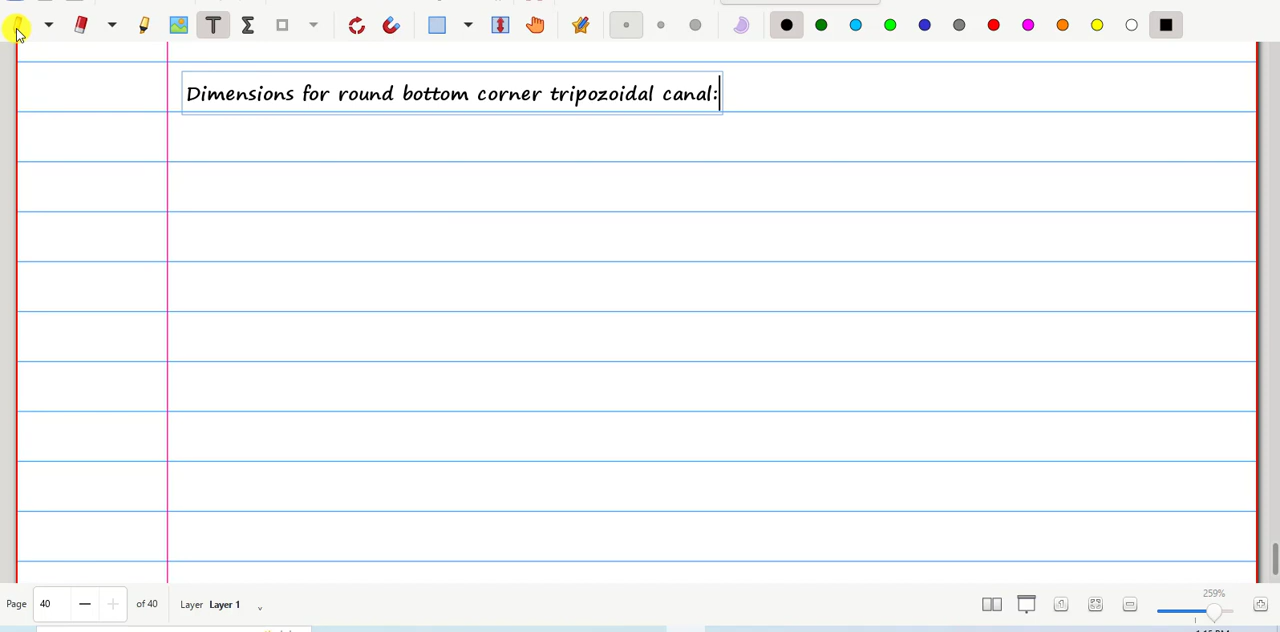 Dimensions for round bottom corner tripozoidal canal:
Page 40 of 40 Layer Layer 1 259%